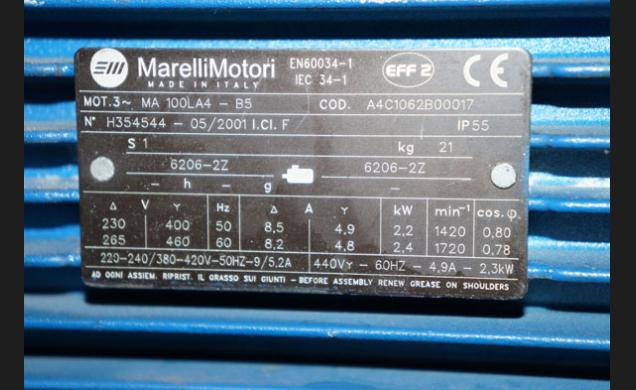 MarelliMotori
MADE IN ITALY
EN60034-1
IEC 34-1
EFF 2
CE
MOT. 3~ MA 100LA4 - B5 COD. A4C1062B00017
N° H354544 - 05/2001 I.CL. F IP55
S 1 kg 21
6206-2Z 6206-2Z
- h - g -
Δ V Y Hz Δ A Y kW min⁻¹ cos.φ
230 400 50 8,5 4,9 2,2 1420 0,80
265 460 60 8,2 4,8 2,4 1720 0,78
220-240/380-420V-50HZ-9/5,2A 440VY - 60HZ - 4,9A - 2,3kW
AD OGNI ASSIEM. RIPRIST. IL GRASSO SUI GIUNTI - BEFORE ASSEMBLY RENEW GREASE ON SHOULDERS